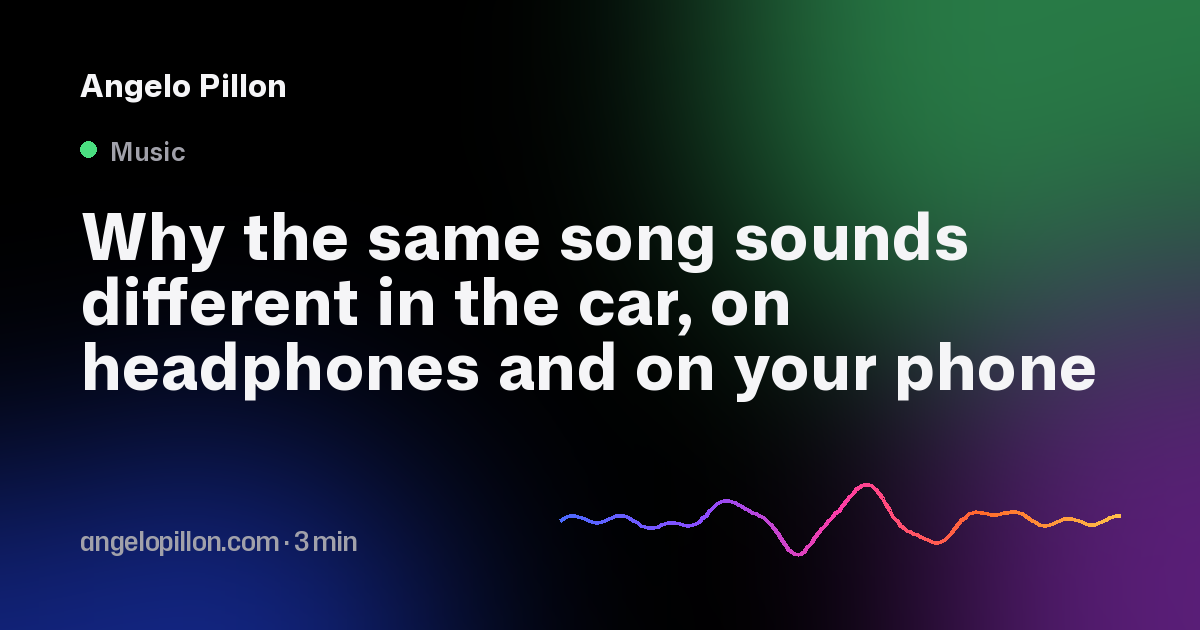 Angelo Pillon
Music
Why the same song sounds
different in the car, on
headphones and on your phone
angelopillon.com · 3 min